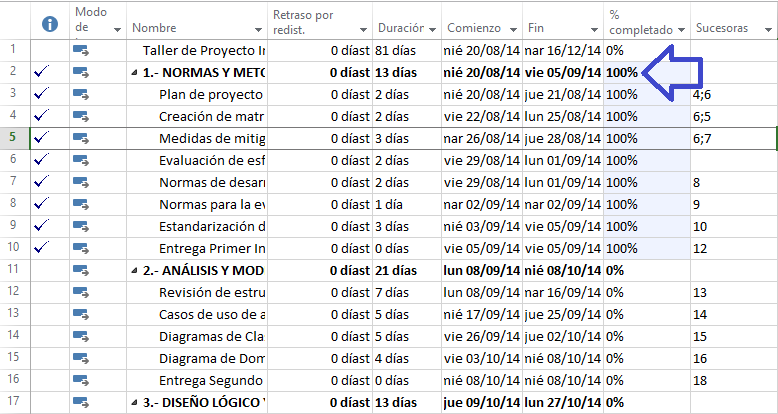 Modo de Nombre Retraso por redist. Duración Comienzo Fin % completado Sucesoras
1 Taller de Proyecto I 0 díast 81 días nié 20/08/14 nar 16/12/14 0%
2 1.- NORMAS Y METO 0 díast 13 días nié 20/08/14 vie 05/09/14 100%
3 Plan de proyecto 0 díast 2 días nié 20/08/14 jue 21/08/14 100% 4;6
4 Creación de matr 0 díast 2 días vie 22/08/14 lun 25/08/14 100% 6;5
5 Medidas de mitig 0 díast 3 días nar 26/08/14 jue 28/08/14 100% 6;7
6 Evaluación de esf 0 díast 2 días vie 29/08/14 lun 01/09/14 100%
7 Normas de desarr 0 díast 2 días vie 29/08/14 lun 01/09/14 100% 8
8 Normas para la ev 0 díast 1 día nar 02/09/14 nar 02/09/14 100% 9
9 Estandarización d 0 díast 3 días nié 03/09/14 vie 05/09/14 100% 10
10 Entrega Primer In 0 díast 0 días vie 05/09/14 vie 05/09/14 100% 12
11 2.- ANÁLISIS Y MOD 0 díast 21 días lun 08/09/14 nié 08/10/14 0%
12 Revisión de estru 0 díast 7 días lun 08/09/14 nar 16/09/14 0% 13
13 Casos de uso de a 0 díast 5 días nié 17/09/14 jue 25/09/14 0% 14
14 Diagramas de Cla 0 díast 5 días vie 26/09/14 jue 02/10/14 0% 15
15 Diagrama de Dom 0 díast 4 días vie 03/10/14 nié 08/10/14 0% 16
16 Entrega Segundo 0 díast 0 días nié 08/10/14 nié 08/10/14 0% 18
17 3.- DISEÑO LÓGICO Y 0 díast 13 días jue 09/10/14 lun 27/10/14 0%